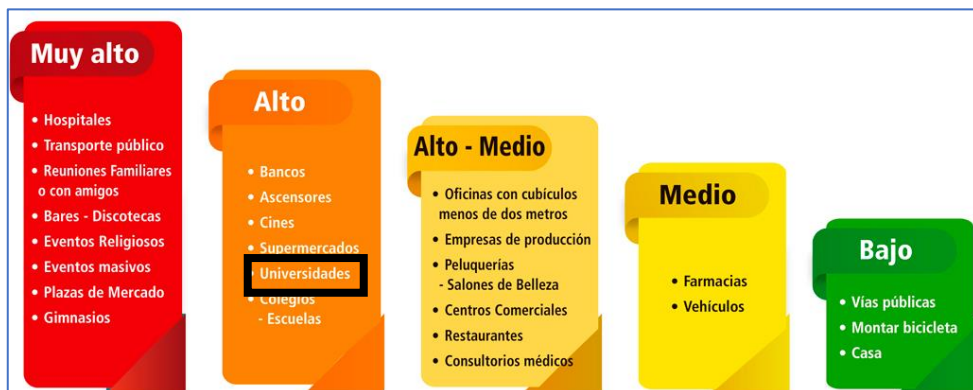 Muy alto
• Hospitales
• Transporte público
• Reuniones Familiares
o con amigos
• Bares - Discotecas
• Eventos Religiosos
• Eventos masivos
• Plazas de Mercado
• Gimnasios
Alto
• Bancos
• Ascensores
• Cines
• Supermercados
• Universidades
• Colegios
- Escuelas
Alto - Medio
• Oficinas con cubículos
menos de dos metros
• Empresas de producción
• Peluquerías
- Salones de Belleza
• Centros Comerciales
• Restaurantes
• Consultorios médicos
Medio
• Farmacias
• Vehículos
Bajo
• Vías públicas
• Montar bicicleta
• Casa